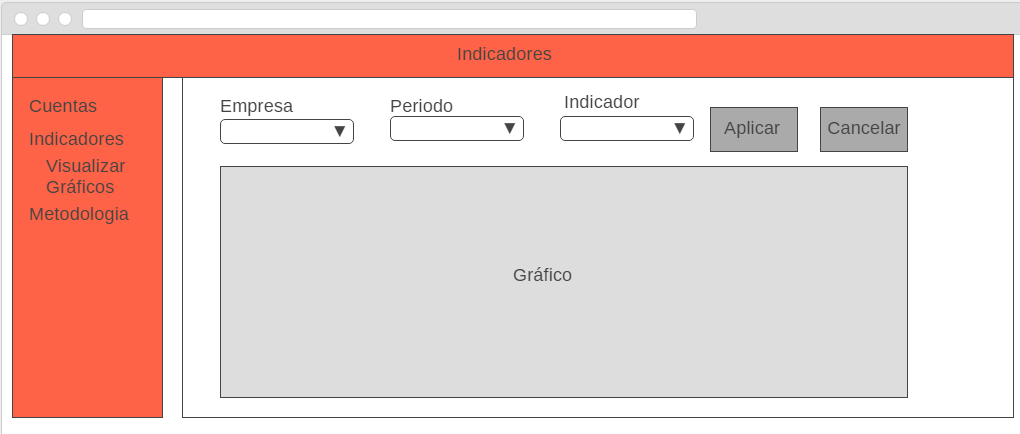 Indicadores
Cuentas
Indicadores
Visualizar
Gráficos
Metodologia
Empresa
Periodo
Indicador
Aplicar
Cancelar
Gráfico